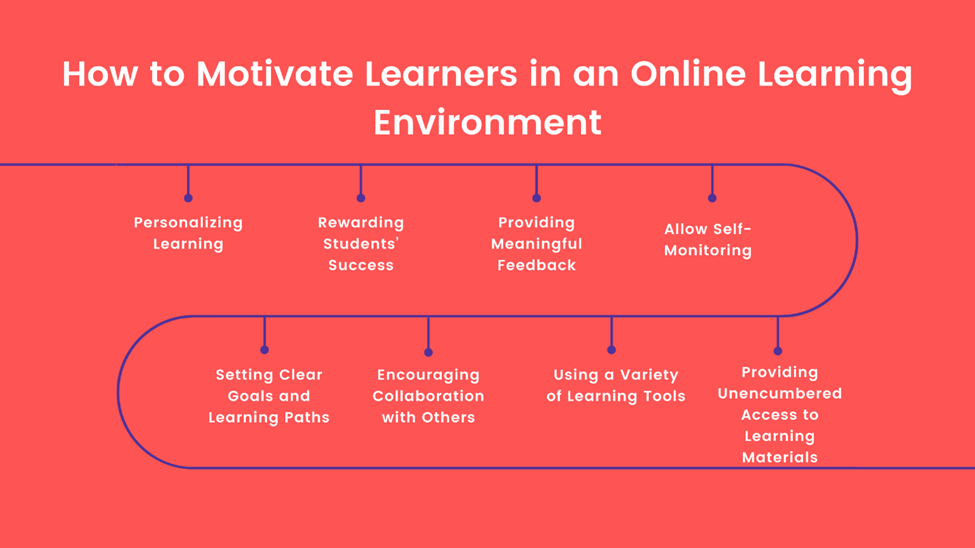 How to Motivate Learners in an Online Learning
Environment
Personalizing
Learning
Rewarding
Students'
Success
Providing
Meaningful
Feedback
Allow Self-
Monitoring
Setting Clear
Goals and
Learning Paths
Encouraging
Collaboration
with Others
Using a Variety
of Learning Tools
Providing
Unencumbered
Access to
Learning
Materials